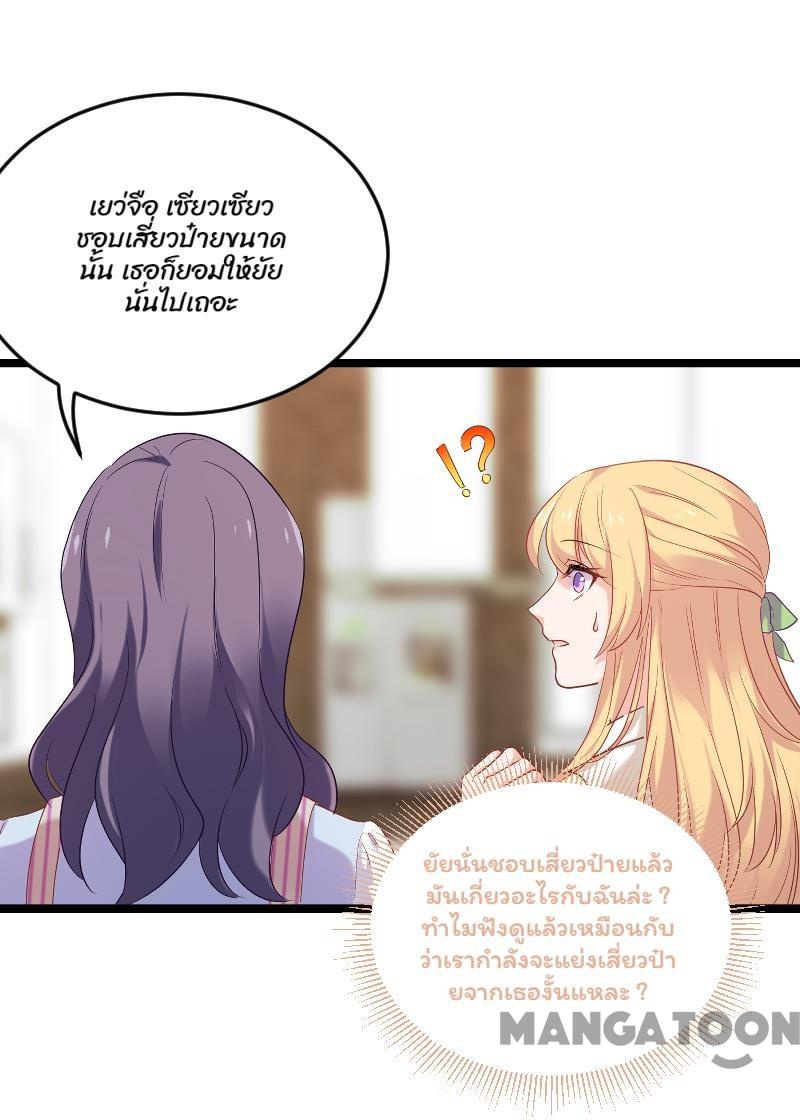 เยว่จือ เซียวเซียว
ชอบเสี่ยวป๋ายขนาด
นั้น เธอก็ยอมให้ยัย
นั่นไปเถอะ
!?
ยัยนั่นชอบเสี่ยวป๋ายแล้ว
มันเกี่ยวอะไรกับฉันล่ะ ?
ทำไมฟังดูแล้วเหมือนกับ
ว่าเรากำลังจะแย่งเสี่ยวป๋า
ยจากเธองั้นแหละ ?
MANGATOON